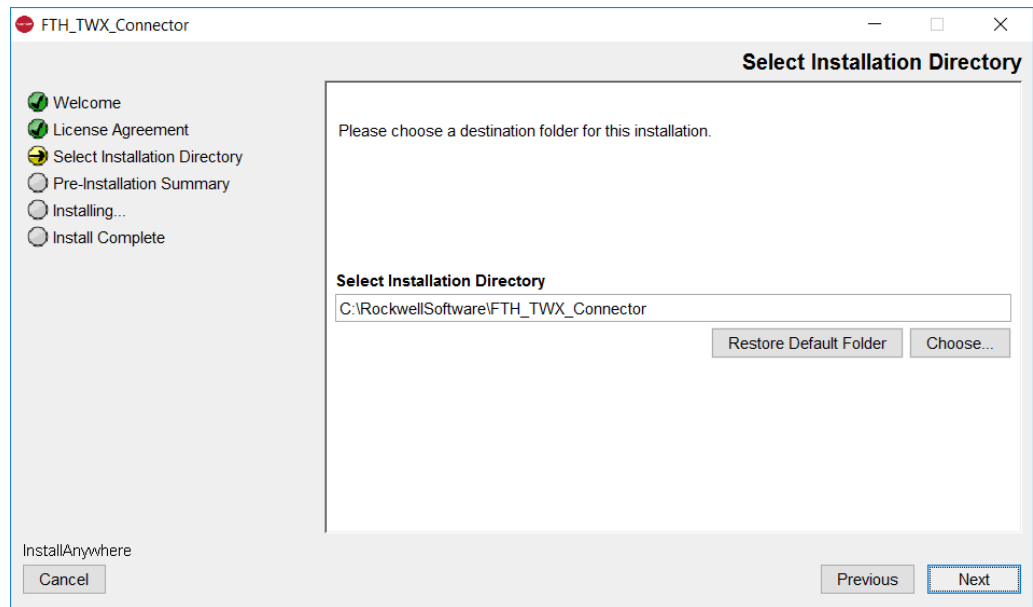 FTH_TWX_Connector
Select Installation Directory
Welcome
License Agreement
Select Installation Directory
Pre-Installation Summary
Installing...
Install Complete
Please choose a destination folder for this installation.
Select Installation Directory
C:\RockwellSoftware\FTH_TWX_Connector
Restore Default Folder
Choose...
InstallAnywhere
Cancel
Previous
Next